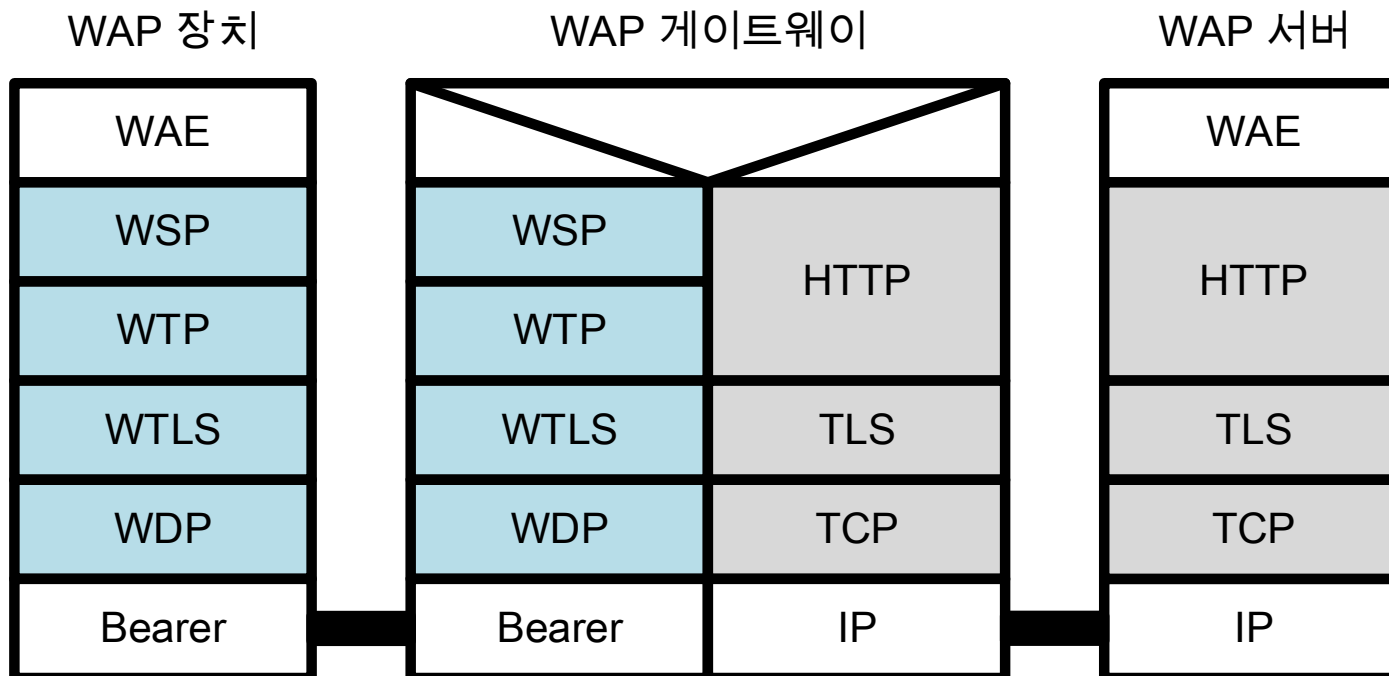 WAP 장치
WAP 게이트웨이
WAP 서버
WAE
WAE
WSP
WSP
HTTP
HTTP
WTP
WTP
WTLS
WTLS
TLS
TLS
WDP
WDP
TCP
TCP
Bearer
Bearer
IP
IP